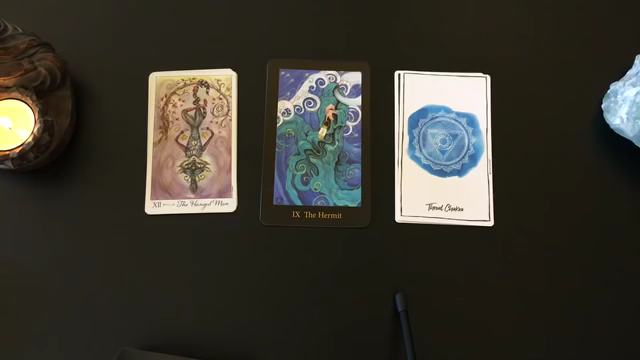 XII The Hanged Man
IX The Hermit
Throat Chakra